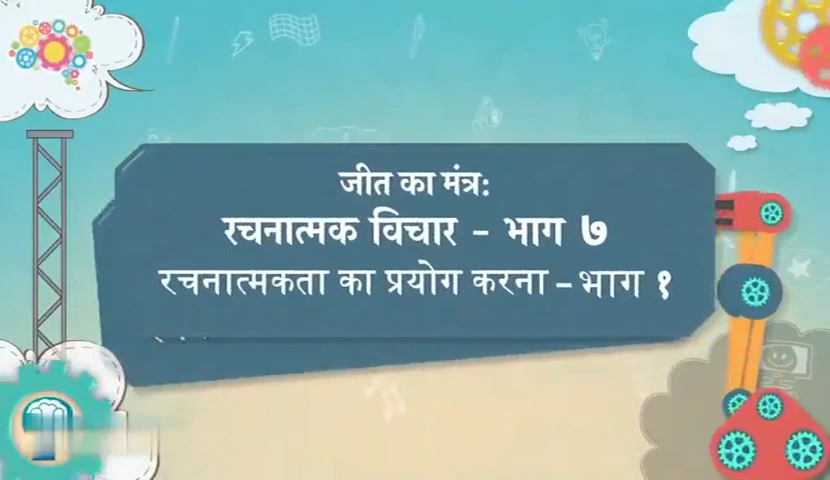 जीत का मंत्र:
रचनात्मक विचार - भाग ७
रचनात्मकता का प्रयोग करना - भाग १